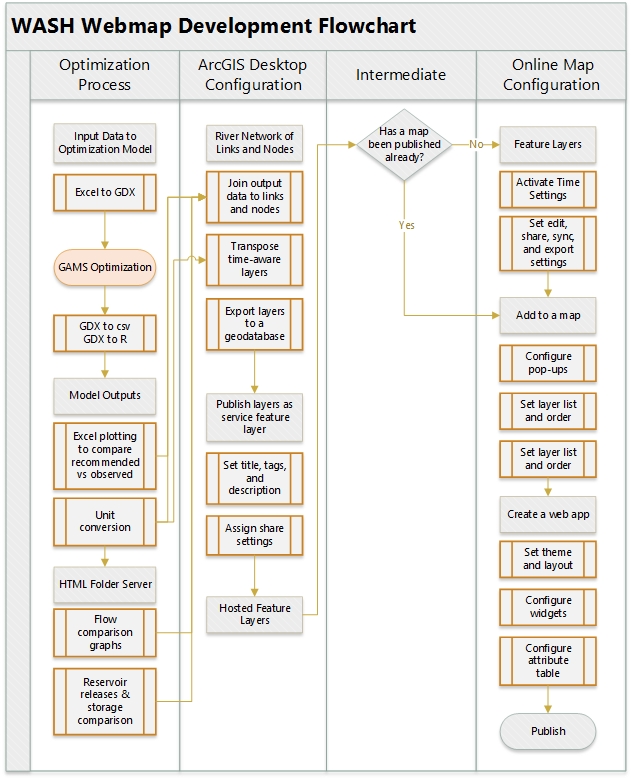 WASH Webmap Development Flowchart
Optimization
Process
ArcGIS Desktop
Configuration
Intermediate
Online Map
Configuration
Input Data to
Optimization Model
Excel to GDX
GAMS Optimization
GDX to csv
GDX to R
Model Outputs
Excel plotting
to compare
recommended
vs observed
Unit
conversion
HTML Folder Server
Flow
comparison
graphs
Reservoir
releases &
storage
comparison
River Network of
Links and Nodes
Join output
data to links
and nodes
Transpose
time-aware
layers
Export layers
to a
geodatabase
Publish layers as
service feature
layer
Set title, tags,
and
description
Assign share
settings
Hosted Feature
Layers
Has a map
been published
already?
No
Yes
Feature Layers
Activate Time
Settings
Set edit,
share, sync,
and export
settings
Add to a map
Configure
pop-ups
Set layer list
and order
Set layer list
and order
Create a web app
Set theme
and layout
Configure
widgets
Configure
attribute
table
Publish